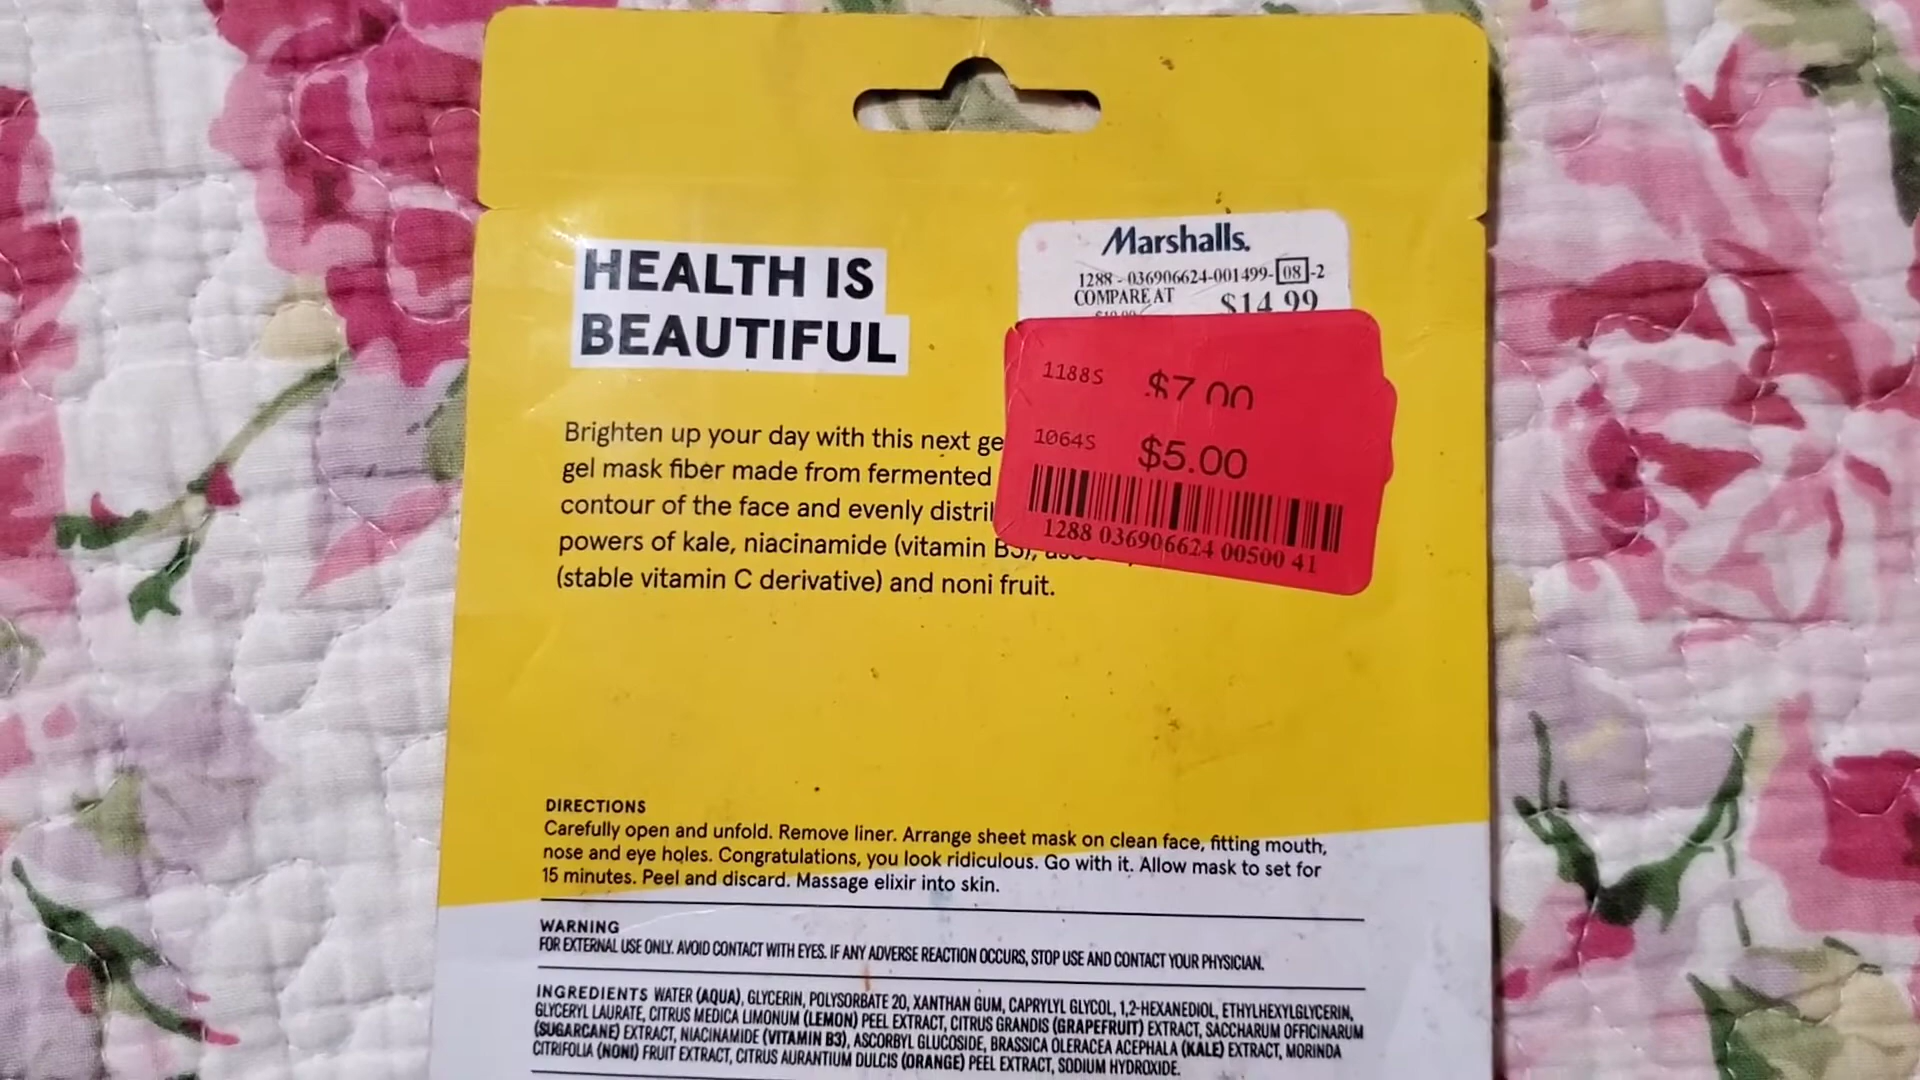 HEALTH IS
BEAUTIFUL
Marshalls.
1288 - 036906624-001499-08-2
COMPARE AT $14.99
1188S $7.00
1064S $5.00
1288 036906624 00500 41
Brighten up your day with this next ge
gel mask fiber made from fermented
contour of the face and evenly distri
powers of kale, niacinamide (vitamin B3),
(stable vitamin C derivative) and noni fruit.
DIRECTIONS
Carefully open and unfold. Remove liner. Arrange sheet mask on clean face, fitting mouth,
nose and eye holes. Congratulations, you look ridiculous. Go with it. Allow mask to set for
15 minutes. Peel and discard. Massage elixir into skin.
WARNING
FOR EXTERNAL USE ONLY. AVOID CONTACT WITH EYES. IF ANY ADVERSE REACTION OCCURS, STOP USE AND CONTACT YOUR PHYSICIAN.
INGREDIENTS WATER (AQUA), GLYCERIN, POLYSORBATE 20, XANTHAN GUM, CAPRYLYL GLYCOL, 1,2-HEXANEDIOL, ETHYLHEXYLGLYCERIN,
GLYCERYL LAURATE, CITRUS MEDICA LIMONUM (LEMON) PEEL EXTRACT, CITRUS GRANDIS (GRAPEFRUIT) EXTRACT, SACCHARUM OFFICINARUM
(SUGARCANE) EXTRACT, NIACINAMIDE (VITAMIN B3), ASCORBYL GLUCOSIDE, BRASSICA OLERACEA ACEPHALA (KALE) EXTRACT, MORINDA
CITRIFOLIA (NONI) FRUIT EXTRACT, CITRUS AURANTIUM DULCIS (ORANGE) PEEL EXTRACT, SODIUM HYDROXIDE.